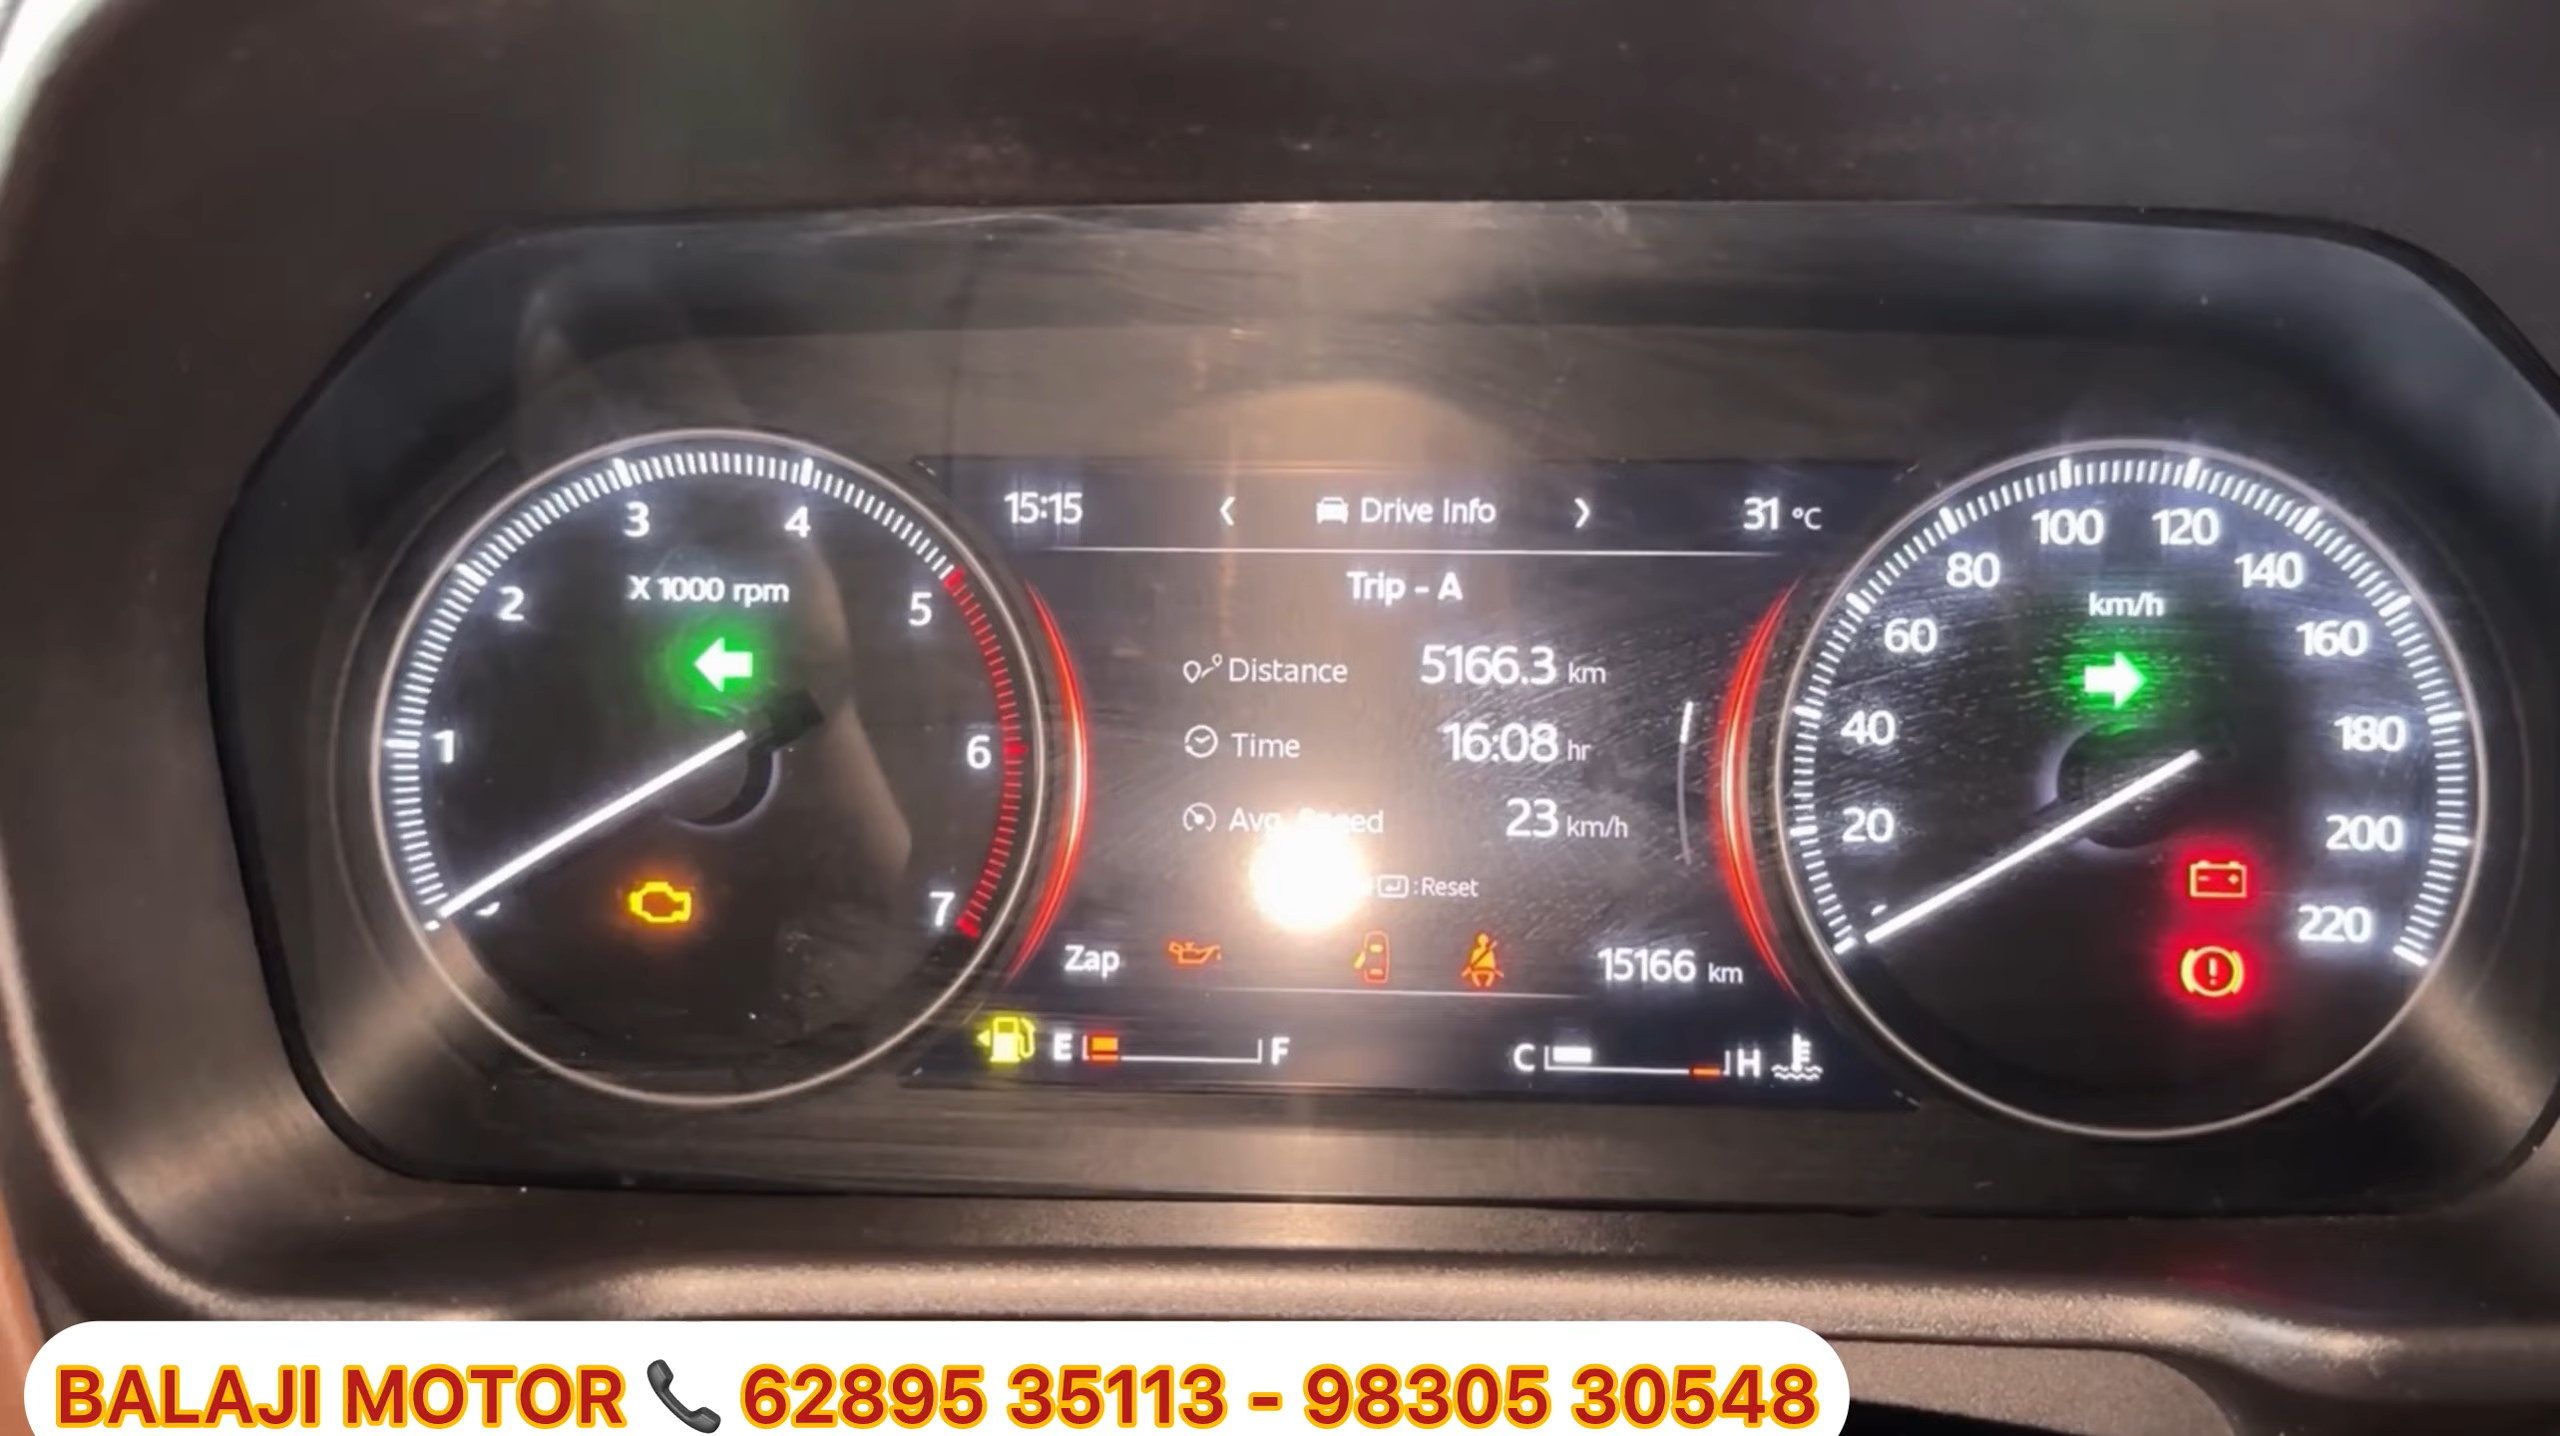 15:15 < Drive Info > 31 °C
3 4
2 5
X 1000 rpm
1 6
7
Trip - A
Distance 5166.3 km
Time 16:08 hr
Avg. 23 km/h
:Reset
Zap 15166 km
E F C H
100 120
80 140
km/h
60 160
40 180
20 200
220
BALAJI MOTOR 📞 62895 35113 - 98305 30548